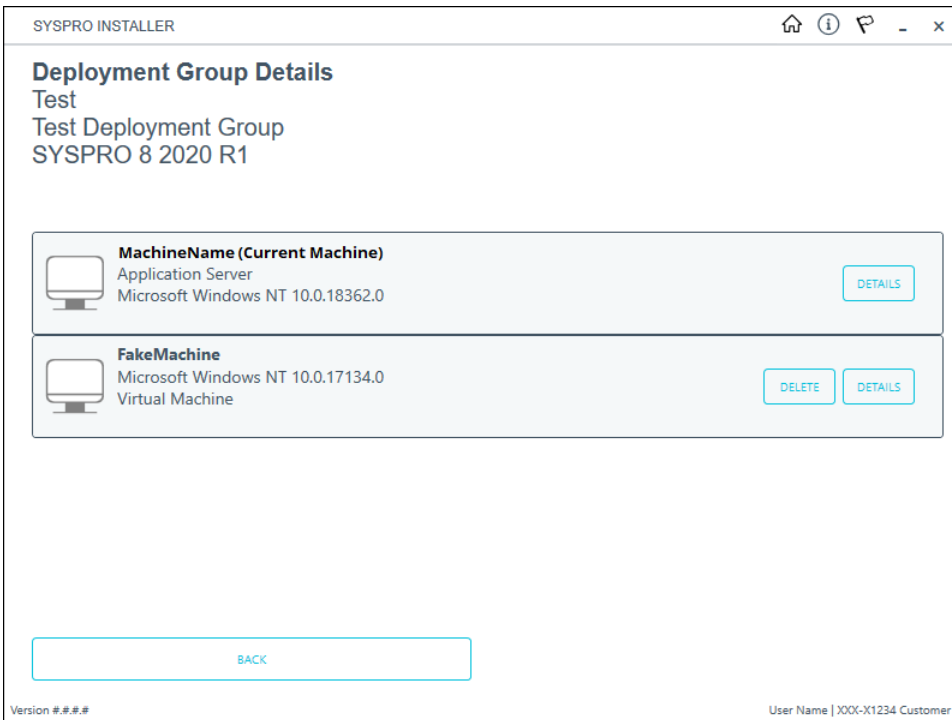 SYSPRO INSTALLER
Deployment Group Details
Test
Test Deployment Group
SYSPRO 8 2020 R1
MachineName (Current Machine)
Application Server
Microsoft Windows NT 10.0.18362.0
DETAILS
FakeMachine
Microsoft Windows NT 10.0.17134.0
Virtual Machine
DELETE
DETAILS
BACK
Version #.#.#.#
User Name | XXX-X1234 Customer